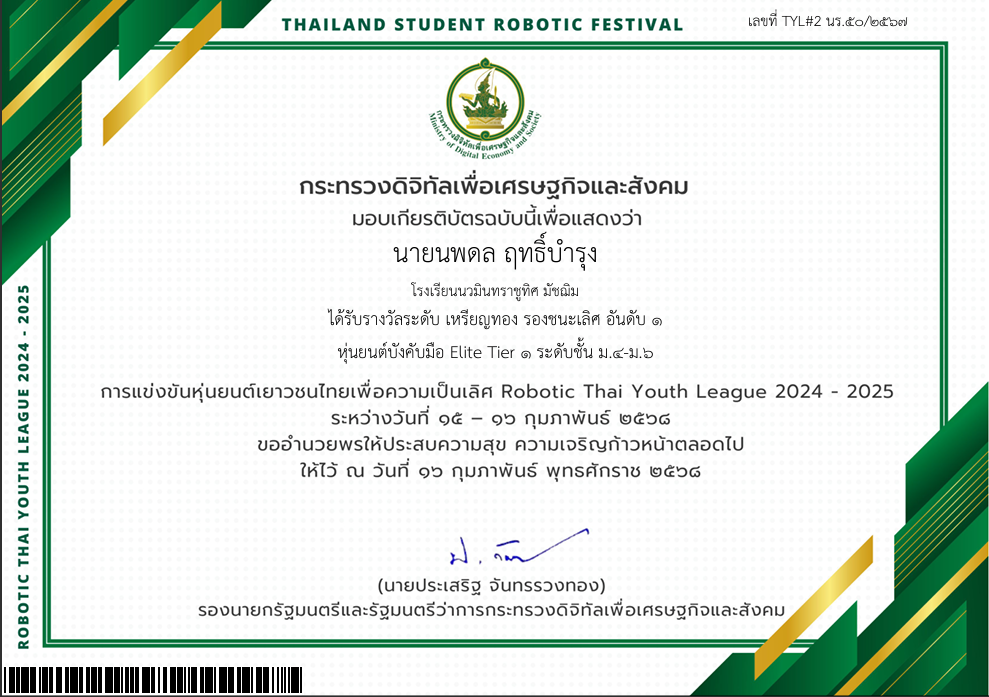 THAILAND STUDENT ROBOTIC FESTIVAL
เลขที่ TYL#2 นร.๕๐/๒๕๖๗
กระทรวงดิจิทัลเพื่อเศรษฐกิจและสังคม
Ministry of Digital Economy and Society
กระทรวงดิจิทัลเพื่อเศรษฐกิจและสังคม
มอบเกียรติบัตรฉบับนี้เพื่อแสดงว่า
นายนพดล ฤทธิ์บำรุง
โรงเรียนนวมินทราชูทิศ มัชฌิม
ได้รับรางวัลระดับ เหรียญทอง รองชนะเลิศ อันดับ ๑
หุ่นยนต์บังคับมือ Elite Tier ๑ ระดับชั้น ม.๔-ม.๖
การแข่งขันหุ่นยนต์เยาวชนไทยเพื่อความเป็นเลิศ Robotic Thai Youth League 2024 - 2025
ระหว่างวันที่ ๑๕ – ๑๖ กุมภาพันธ์ ๒๕๖๘
ขออำนวยพรให้ประสบความสุข ความเจริญก้าวหน้าตลอดไป
ให้ไว้ ณ วันที่ ๑๖ กุมภาพันธ์ พุทธศักราช ๒๕๖๘
(นายประเสริฐ จันทรรวงทอง)
รองนายกรัฐมนตรีและรัฐมนตรีว่าการกระทรวงดิจิทัลเพื่อเศรษฐกิจและสังคม
ROBOTIC THAI YOUTH LEAGUE 2024 - 2025